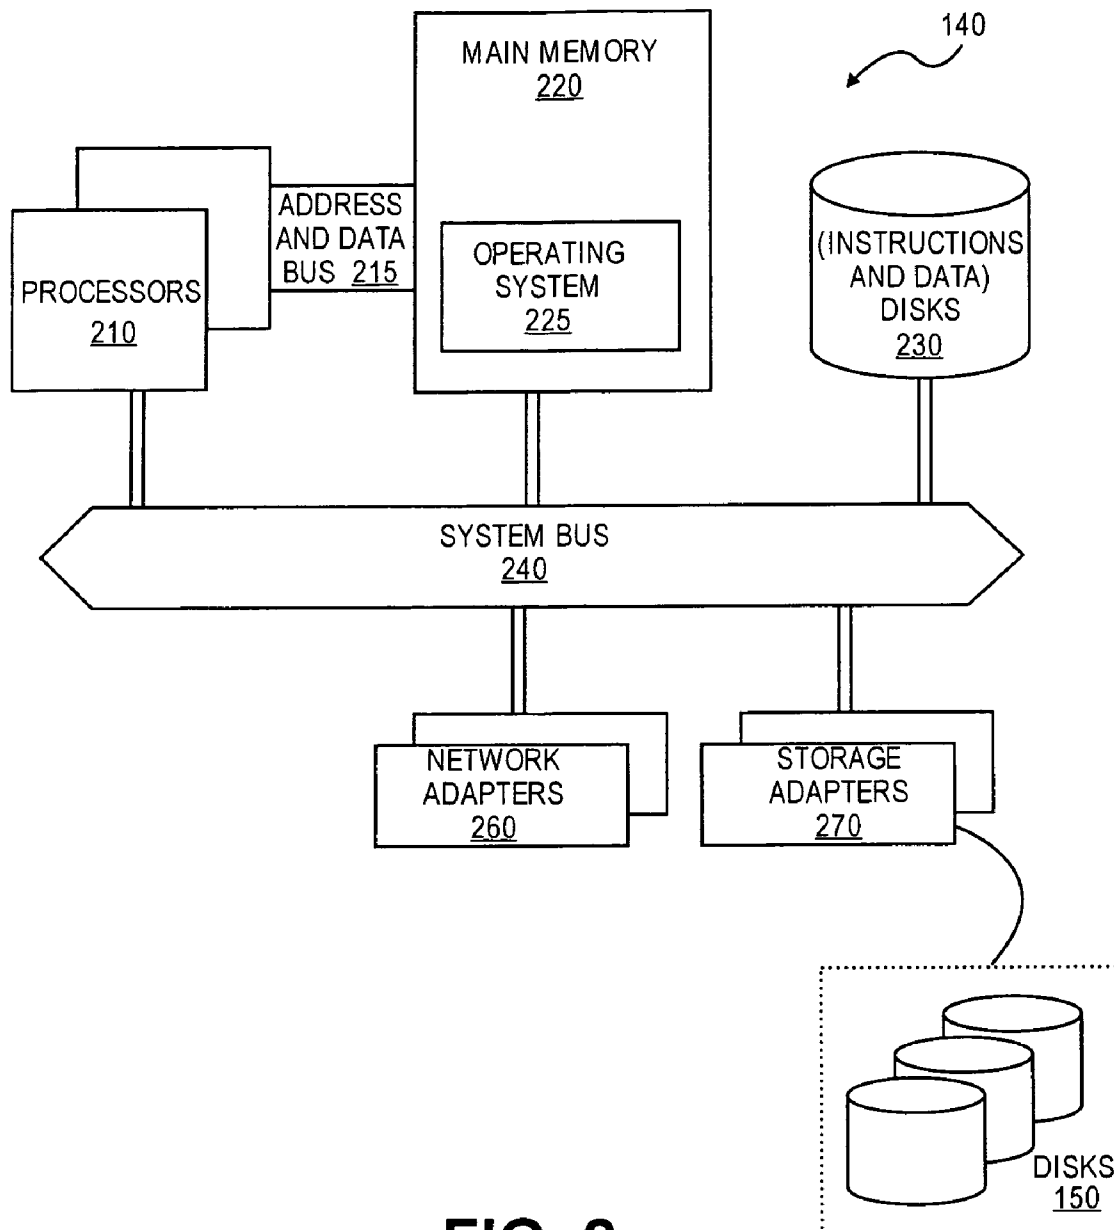 140
MAIN MEMORY
220
ADDRESS
AND DATA
BUS 215
OPERATING
SYSTEM
225
PROCESSORS
210
(INSTRUCTIONS
AND DATA)
DISKS
230
SYSTEM BUS
240
NETWORK
ADAPTERS
260
STORAGE
ADAPTERS
270
DISKS
150